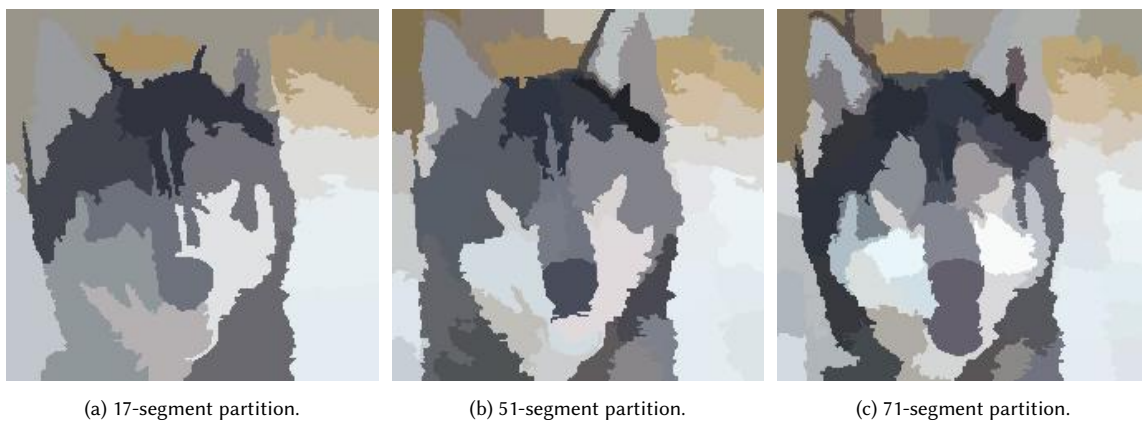 (a) 17-segment partition.
(b) 51-segment partition.
(c) 71-segment partition.